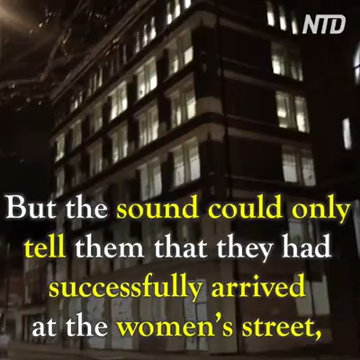 NTD
But the sound could only
tell them that they had
successfully arrived
at the women's street,